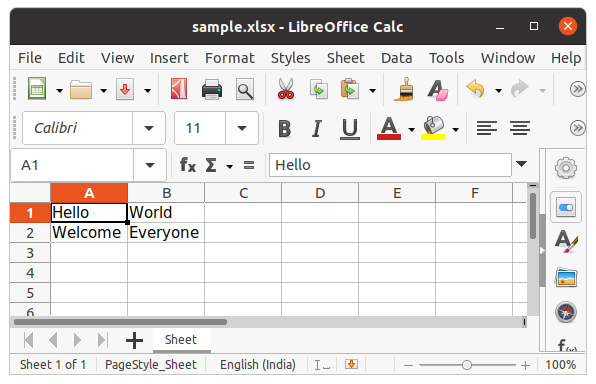 sample.xlsx - LibreOffice Calc
File Edit View Insert Format Styles Sheet Data Tools Window Help
Calibri 11 B I U A
A1 fx Σ = Hello
A B C D E F
1 Hello World
2 Welcome Everyone
3
4
5
6
Sheet
Sheet 1 of 1 PageStyle_Sheet English (India) 100%